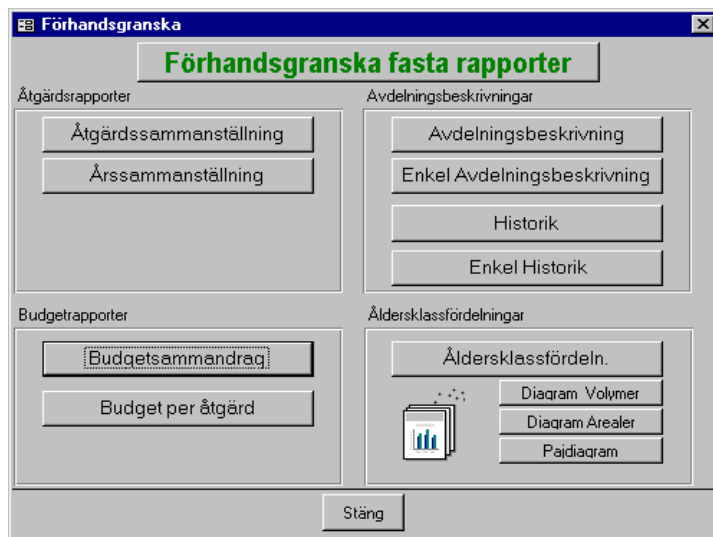 Förhandsgranska
Förhandsgranska fasta rapporter
Åtgärdsrapporter
Åtgärdssammanställning
Årssammanställning
Avdelningsbeskrivningar
Avdelningsbeskrivning
Enkel Avdelningsbeskrivning
Historik
Enkel Historik
Budgetrapporter
Budgetsammandrag
Budget per åtgärd
Åldersklassfördelningar
Åldersklassfördeln.
Diagram Volymer
Diagram Arealer
Pajdiagram
Stäng